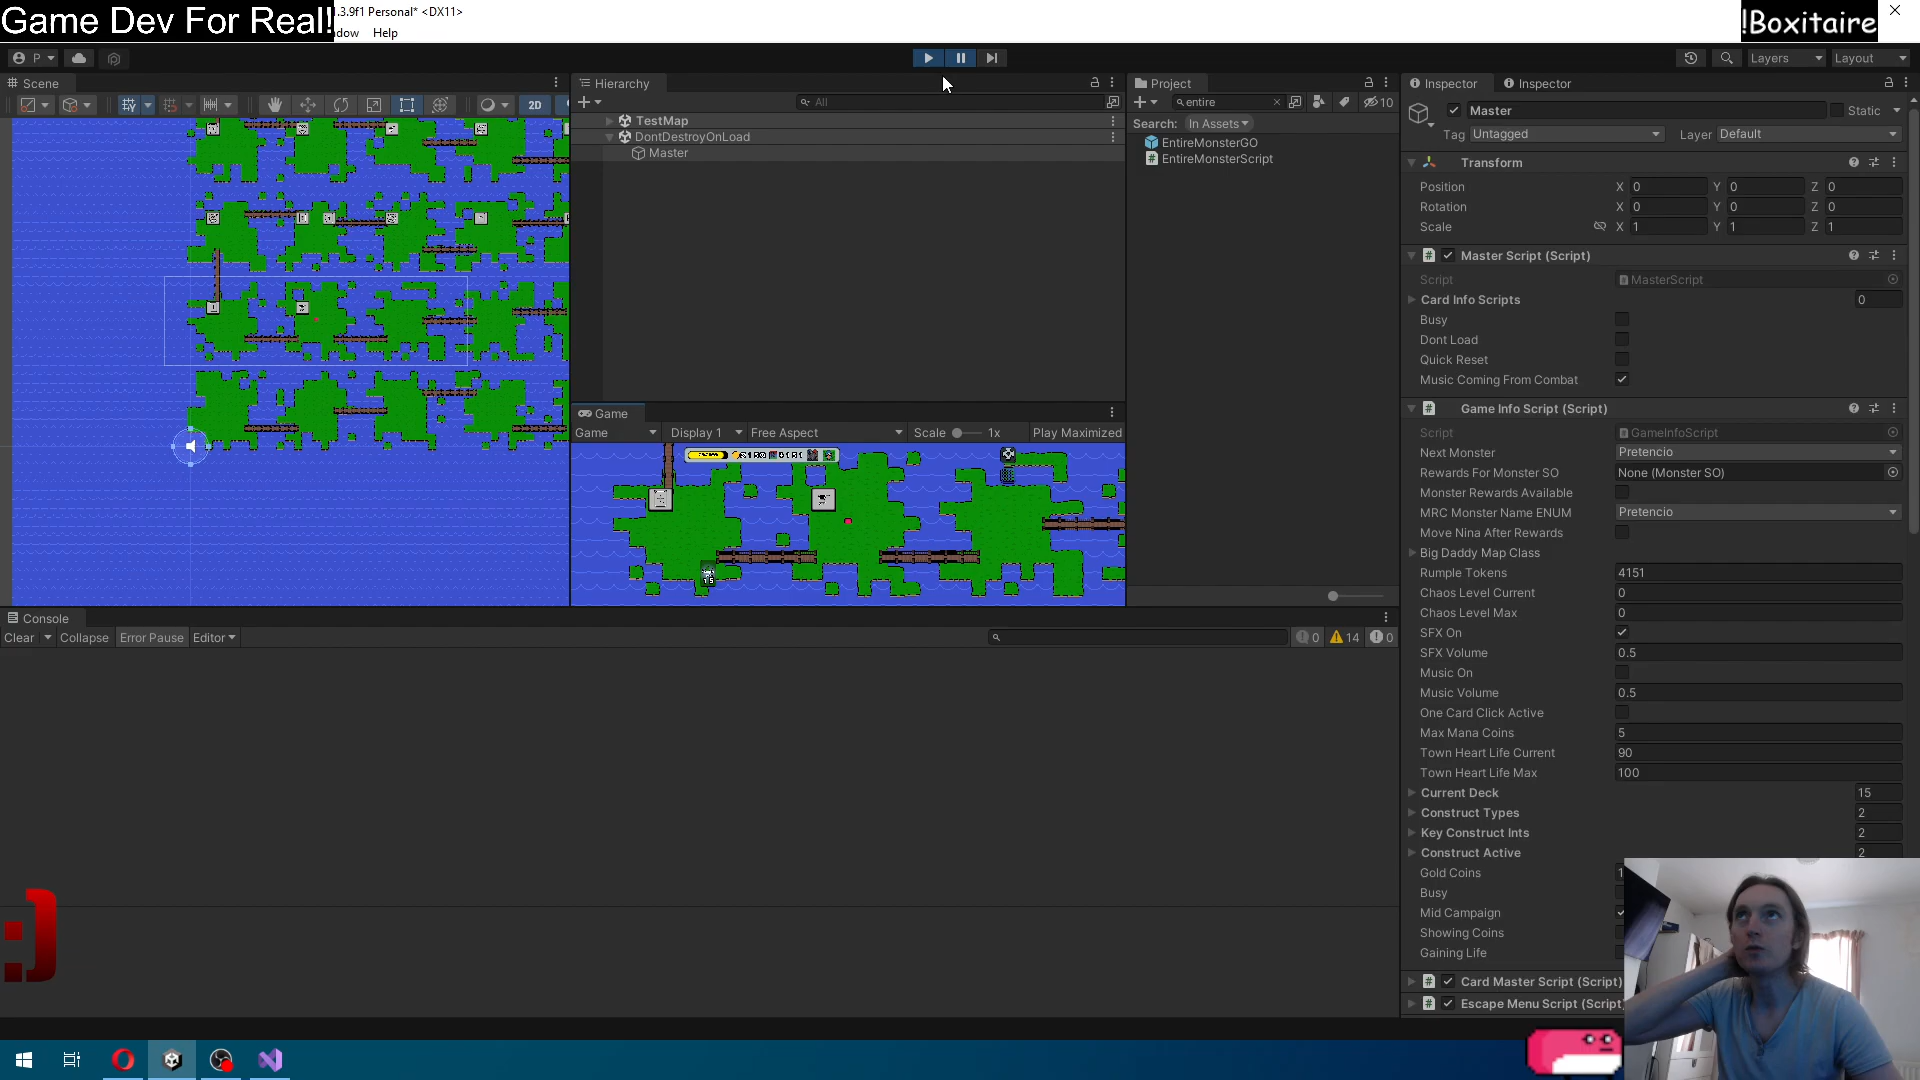 Game Dev For Real!
.3.9f1 Personal* <DX11>
!Boxitaire
dow Help
P
Layers
Layout
Scene
2D
Hierarchy
All
TestMap
DontDestroyOnLoad
Master
Project
entire
10
Search: In Assets
EntireMonsterGO
EntireMonsterScript
Inspector
Inspector
Master
Static
Tag Untagged
Layer Default
Transform
Position X 0 Y 0 Z 0
Rotation X 0 Y 0 Z 0
Scale X 1 Y 1 Z 1
Master Script (Script)
Script MasterScript
Card Info Scripts 0
Busy
Dont Load
Quick Reset
Music Coming From Combat
Game Info Script (Script)
Script GameInfoScript
Next Monster Pretencio
Rewards For Monster SO None (Monster SO)
Monster Rewards Available
MRC Monster Name ENUM Pretencio
Move Nina After Rewards
Big Daddy Map Class
Rumple Tokens 4151
Chaos Level Current 0
Chaos Level Max 0
SFX On
SFX Volume 0.5
Music On
Music Volume 0.5
One Card Click Active
Max Mana Coins 5
Town Heart Life Current 90
Town Heart Life Max 100
Current Deck 15
Construct Types 2
Key Construct Ints 2
Construct Active 2
Gold Coins 1
Busy
Mid Campaign
Showing Coins
Gaining Life
Card Master Script (Script)
Escape Menu Script (Script)
Game
Game Display 1 Free Aspect Scale 1x Play Maximized
15
Console
Clear Collapse Error Pause Editor
0 14 0
:)